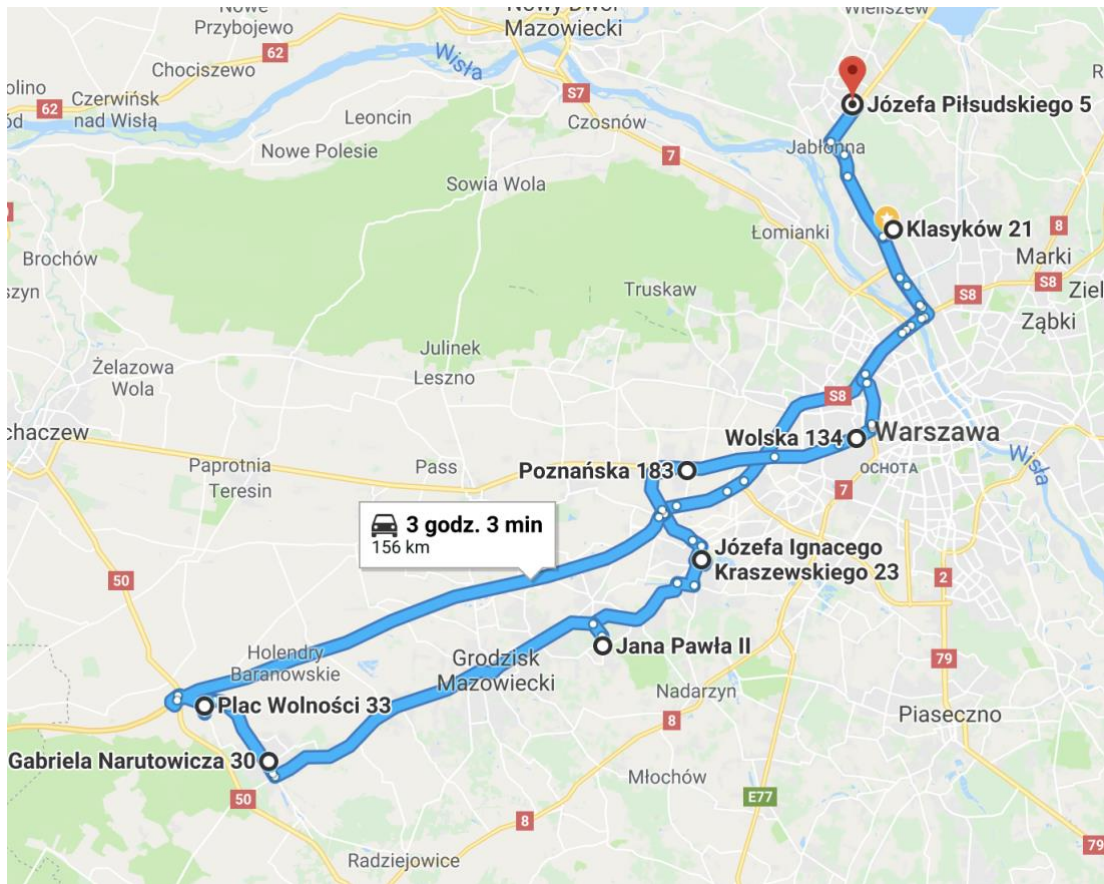 Nowe
Przybojewo
Nowy Dwór
Mazowiecki
Wieliszew
62
Wisła
Chociszewo
Józefa Piłsudskiego 5
62
Czerwińsk
nad Wisłą
S7
Leoncin
Czosnów
Jabłonna
Nowe Polesie
7
Sowia Wola
Klasyków 21
8
Łomianki
Brochów
Marki
Truskaw
S8
S8
Ząbki
Julinek
Żelazowa
Wola
Leszno
S8
chaczew
Wolska 134
Warszawa
Wisła
Paprotnia
Pass
Poznańska 183
OCHOTA
Teresin
7
3 godz. 3 min
156 km
Józefa Ignacego
Kraszewskiego 23
50
2
Holendry
Baranowskie
Grodzisk
Mazowiecki
Jana Pawła II
79
Nadarzyn
Plac Wolności 33
8
Piaseczno
Gabriela Narutowicza 30
Młochów
50
E77
8
79
Radziejowice